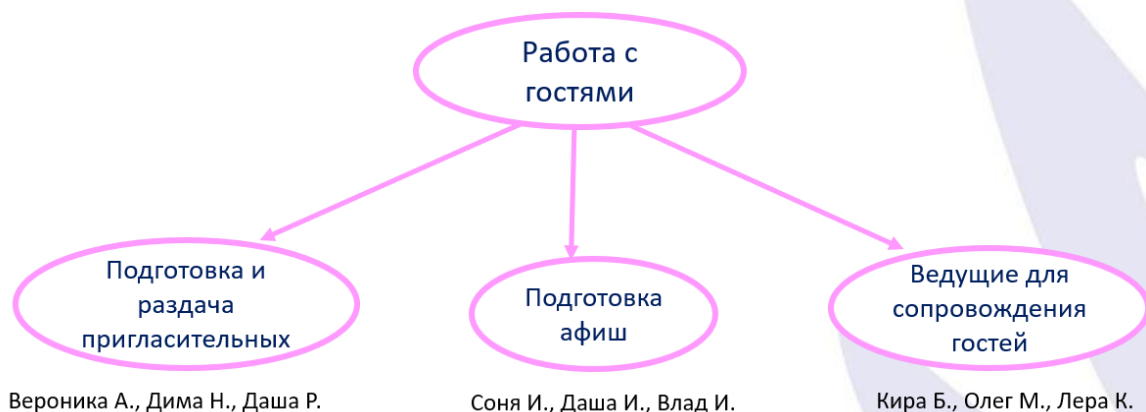 Работа с
гостями
Подготовка и
раздача
пригласительных
Подготовка
афиш
Ведущие для
сопровождения
гостей
Вероника А., Дима Н., Даша Р.
Соня И., Даша И., Влад И.
Кира Б., Олег М., Лера К.